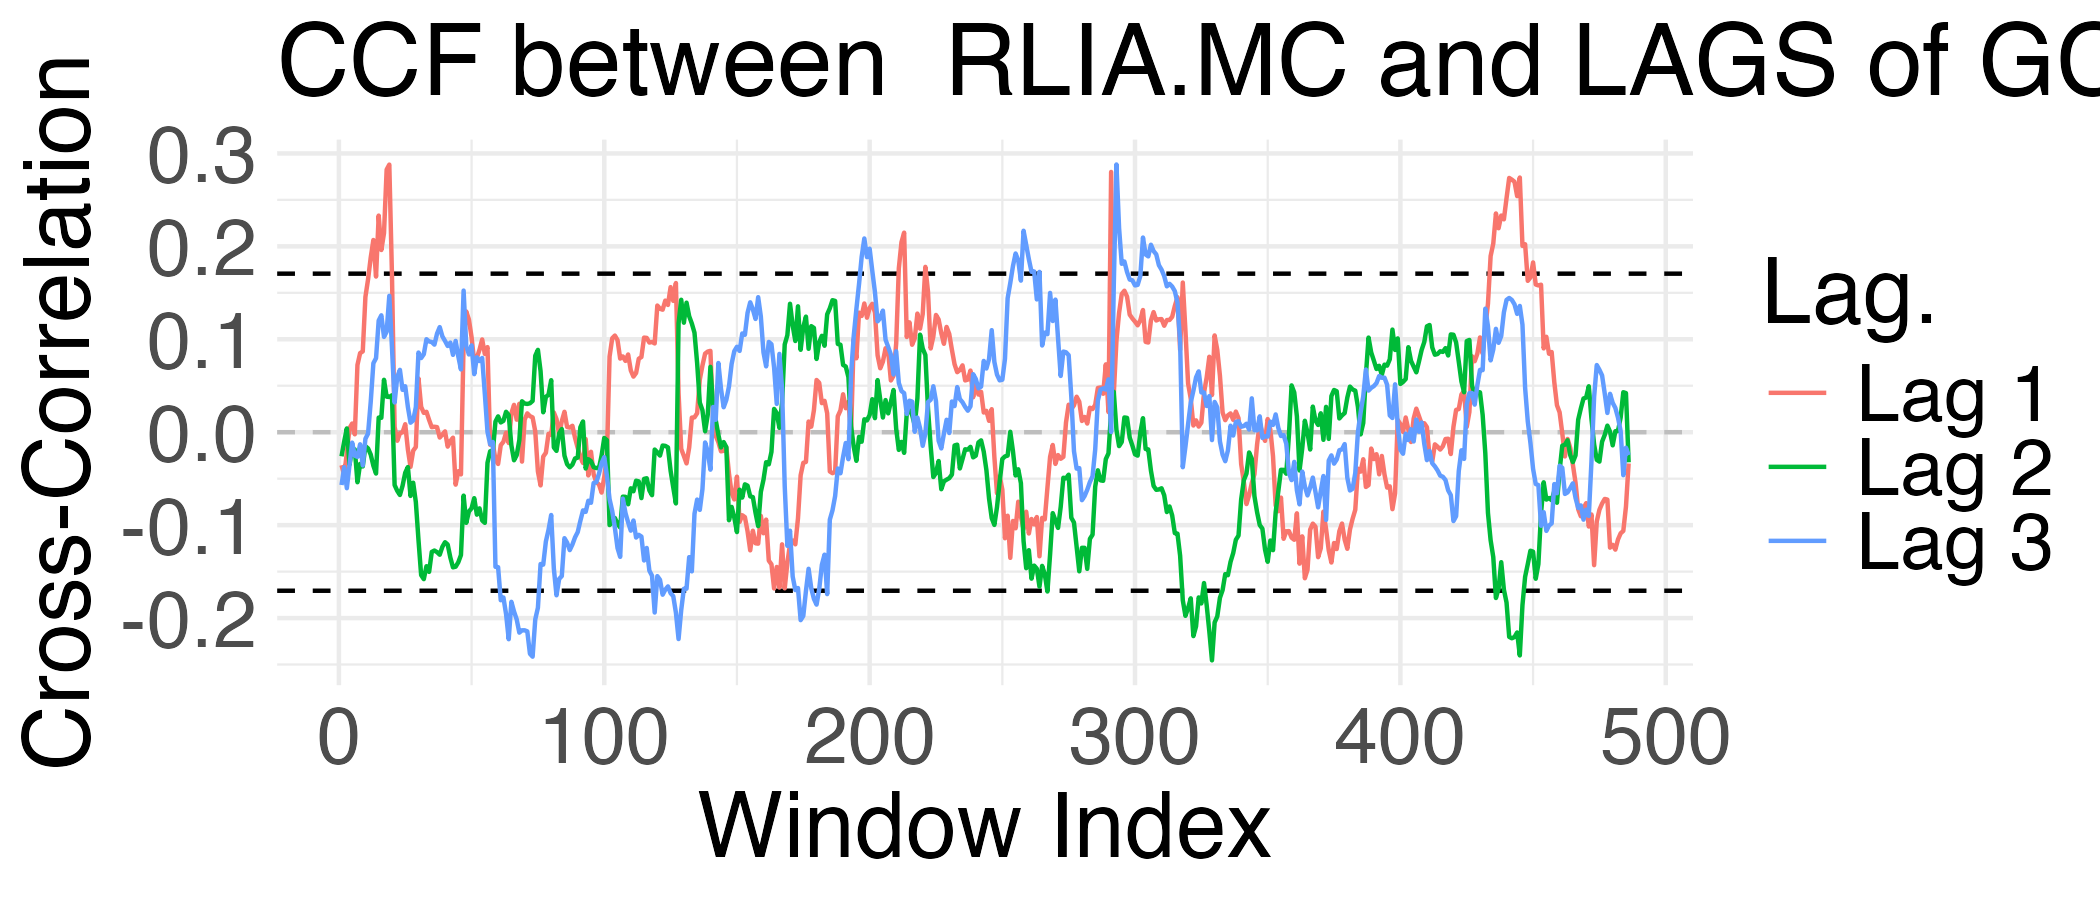 CCF between RLIA.MC and LAGS of
Cross-Correlation
0.3
0.2
0.1
0.0
-0.1
-0.2
0 100 200 300 400 500
Window Index
Lag.
Lag 1
Lag 2
Lag 3